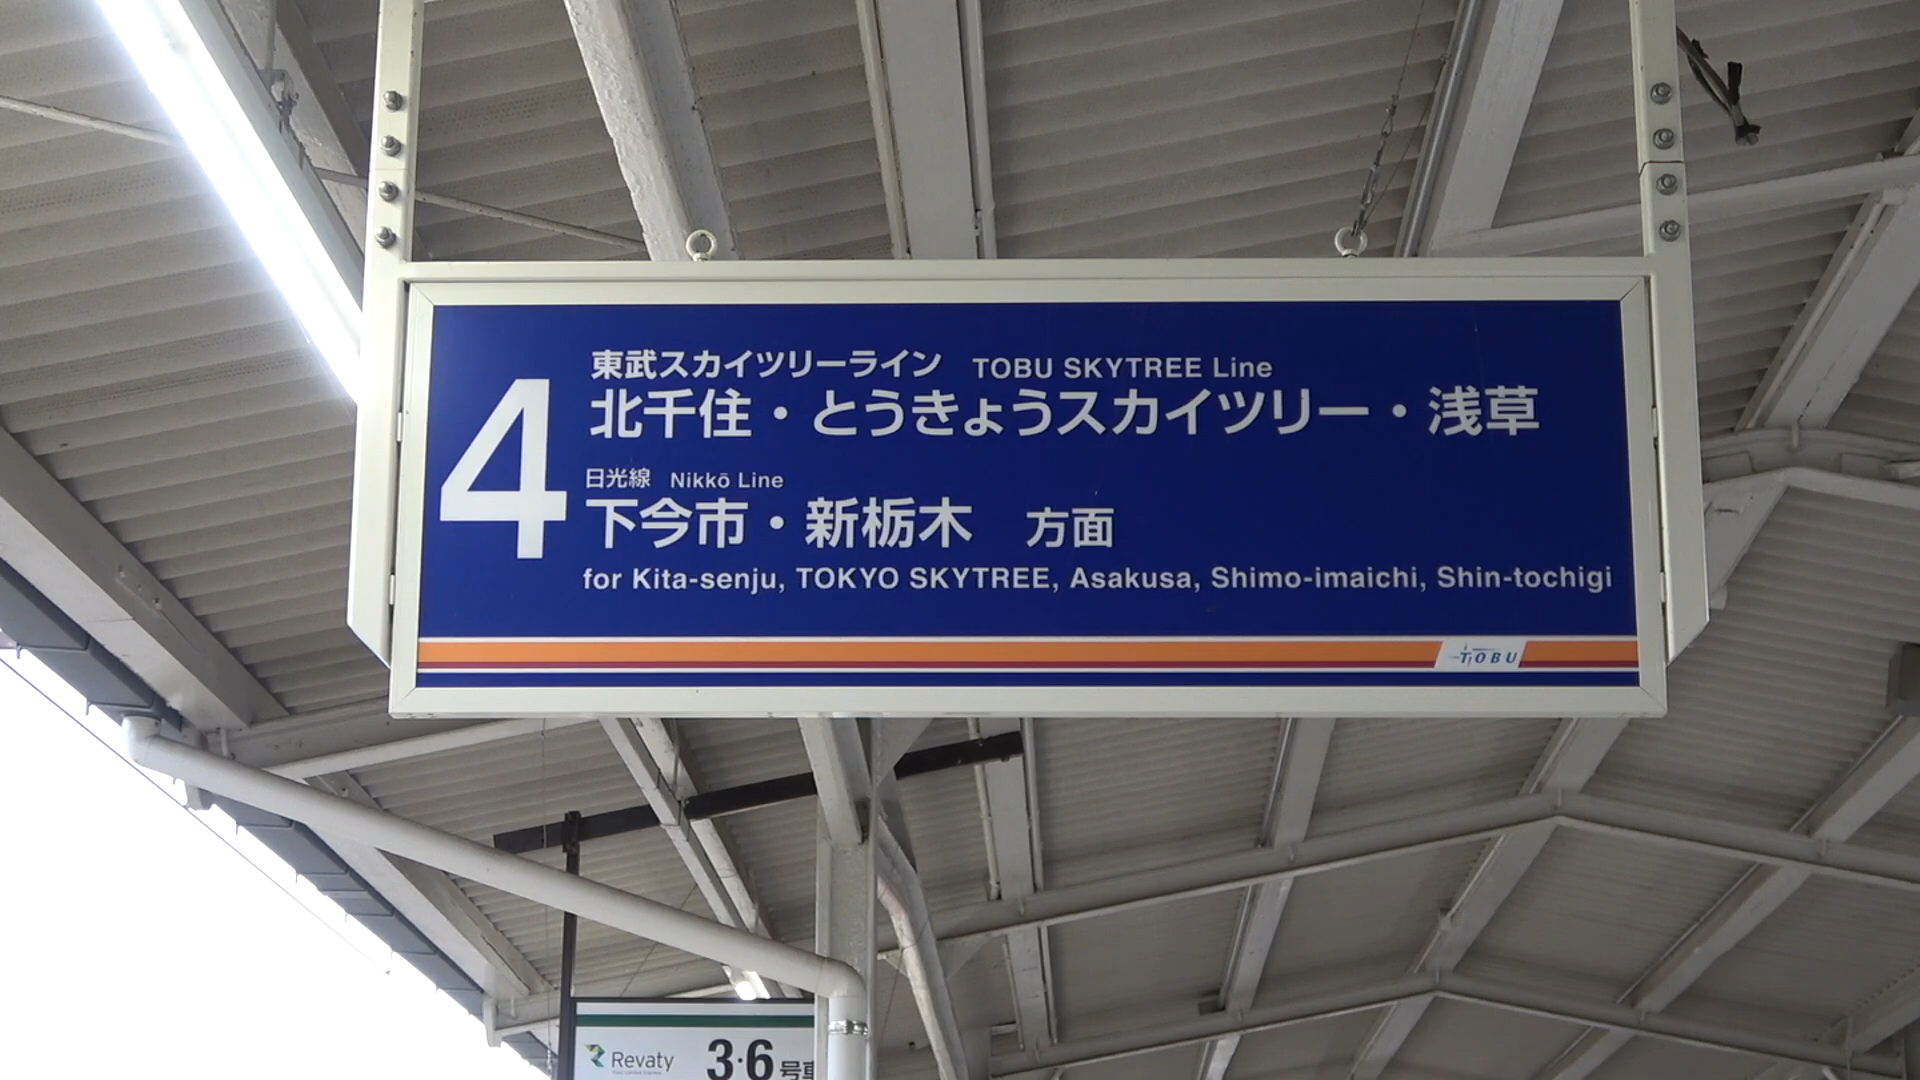 4
東武スカイツリーライン TOBU SKYTREE Line
北千住・とうきょうスカイツリー・浅草
日光線 Nikkō Line
下今市・新栃木 方面
for Kita-senju, TOKYO SKYTREE, Asakusa, Shimo-imaichi, Shin-tochigi
TOBU
Revaty 3・6号車